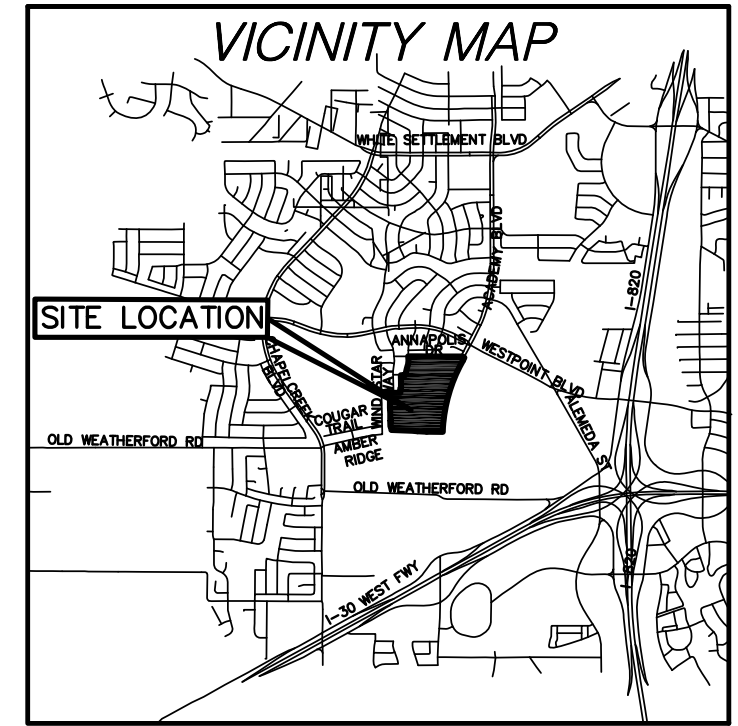 VICINITY MAP
WHITE SETTLEMENT BLVD
ACADEMY BLVD
I-820
SITE LOCATION
ANNAPOLIS
DR
WESTPOINT BLVD
WIND STAR
WAY
CHAPELCREEK
BLVD
COUGAR
TRAIL
ALEMEDA ST
OLD WEATHERFORD RD
AMBER
RIDGE
OLD WEATHERFORD RD
I-820
I-30 WEST FWY